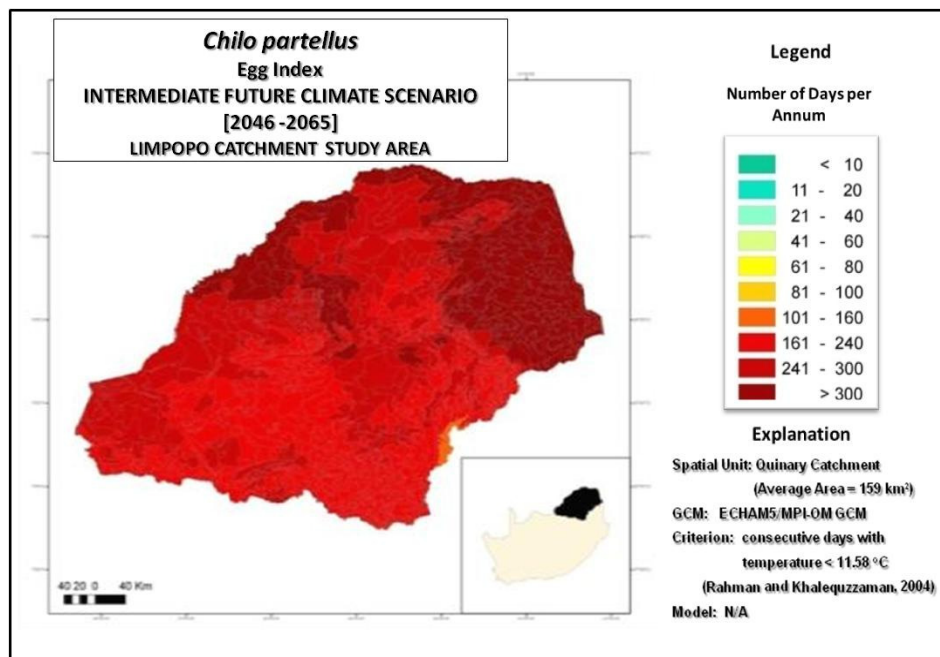 Chilo partellus
Egg Index
INTERMEDIATE FUTURE CLIMATE SCENARIO
[2046 -2065]
LIMPOPO CATCHMENT STUDY AREA
Legend
Number of Days per
Annum
< 10
11 - 20
21 - 40
41 - 60
61 - 80
81 - 100
101 - 160
161 - 240
241 - 300
> 300
Explanation
Spatial Unit: Quinary Catchment
(Average Area = 159 km²)
GCM: ECHAM5/MPI-OM GCM
Criterion: consecutive days with
temperature < 11.58 °C
(Rahman and Khalequzzaman, 2004)
Model: N/A
40 20 0 40 Km